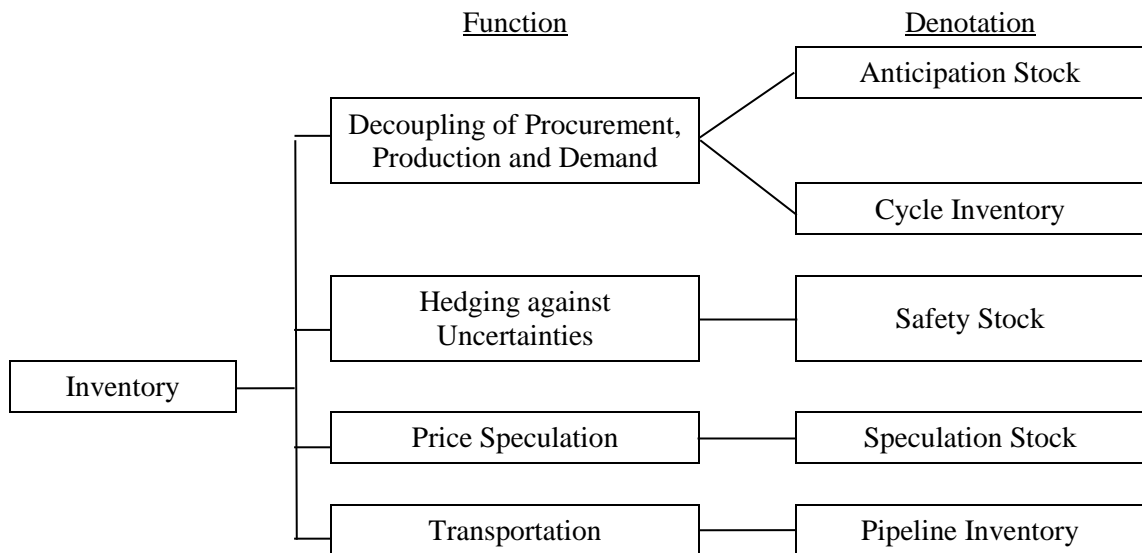 Function
Denotation
Anticipation Stock
Decoupling of Procurement,
Production and Demand
Cycle Inventory
Hedging against
Uncertainties
Safety Stock
Inventory
Price Speculation
Speculation Stock
Transportation
Pipeline Inventory